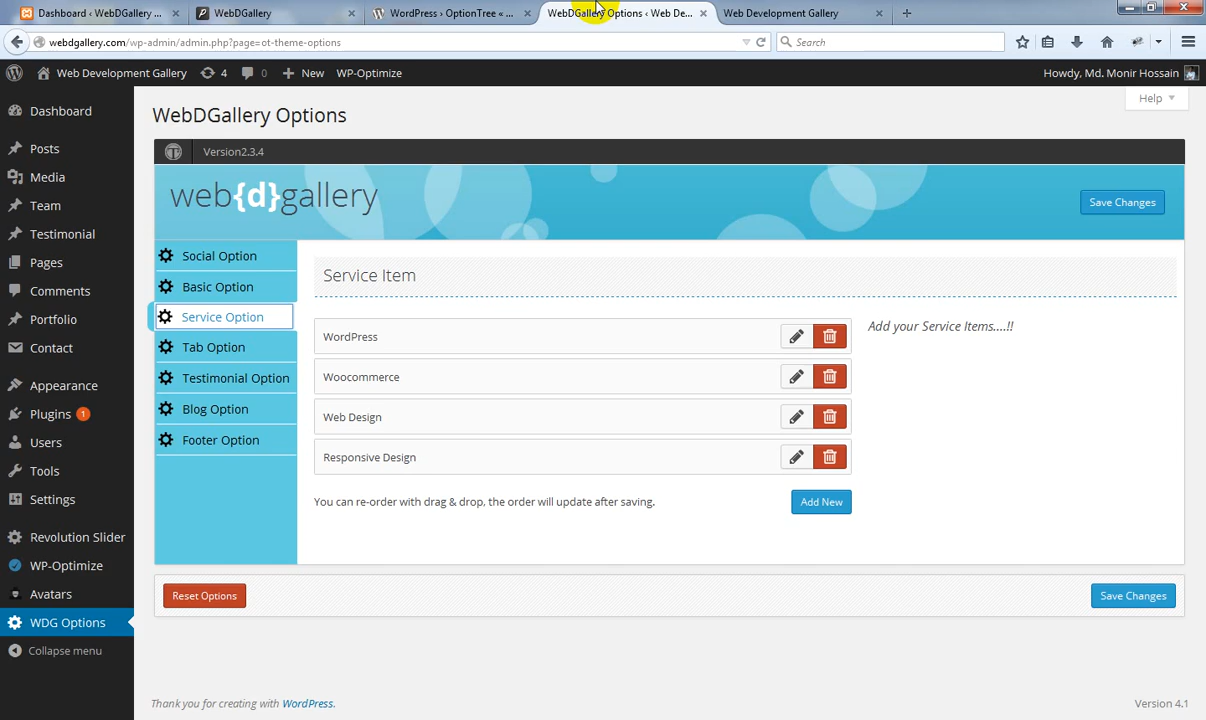 Dashboard ‹ WebDGallery ...
WebDGallery
WordPress › OptionTree « ...
WebDGallery Options ‹ Web De...
Web Development Gallery
webdgallery.com/wp-admin/admin.php?page=ot-theme-options
Search
Web Development Gallery
4
0
New
WP-Optimize
Howdy, Md. Monir Hossain
Help
Dashboard
Posts
Media
Team
Testimonial
Pages
Comments
Portfolio
Contact
Appearance
Plugins 1
Users
Tools
Settings
Revolution Slider
WP-Optimize
Avatars
WDG Options
Collapse menu
WebDGallery Options
Version2.3.4
web{d}gallery
Save Changes
Social Option
Basic Option
Service Option
Tab Option
Testimonial Option
Blog Option
Footer Option
Service Item
WordPress
Woocommerce
Web Design
Responsive Design
Add your Service Items....!!
You can re-order with drag & drop, the order will update after saving.
Add New
Reset Options
Save Changes
Thank you for creating with WordPress.
Version 4.1